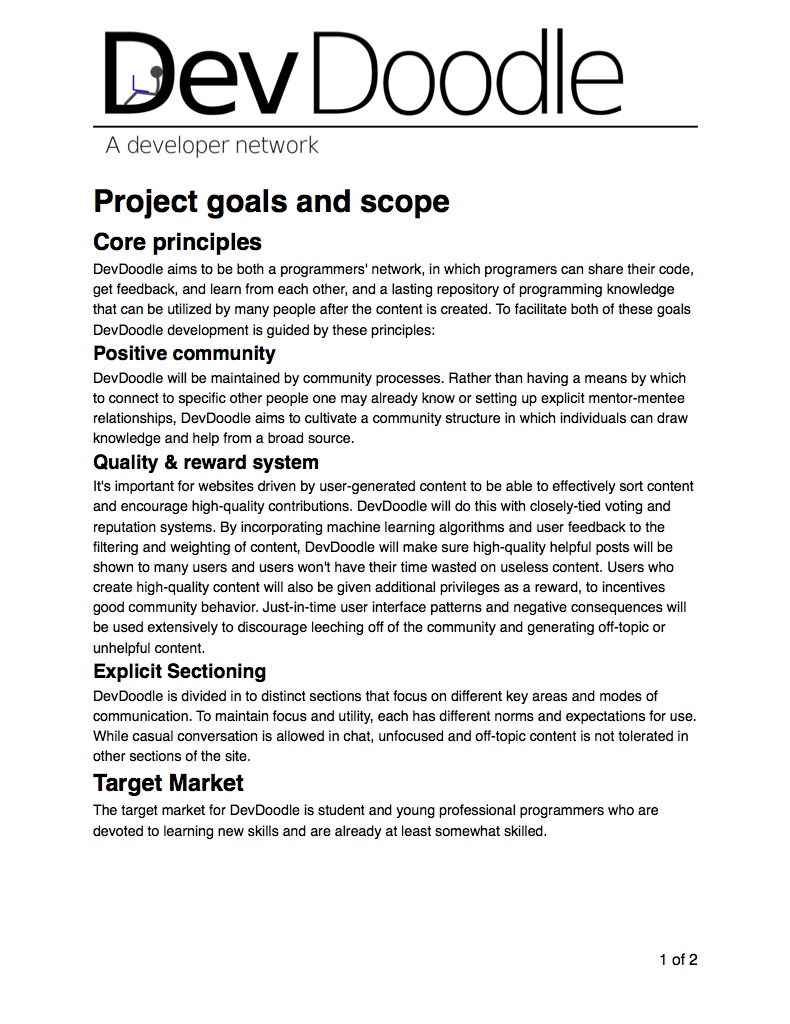 DevDoodle
A developer network
Project goals and scope
Core principles
DevDoodle aims to be both a programmers' network, in which programers can share their code,
get feedback, and learn from each other, and a lasting repository of programming knowledge
that can be utilized by many people after the content is created. To facilitate both of these goals
DevDoodle development is guided by these principles:
Positive community
DevDoodle will be maintained by community processes. Rather than having a means by which
to connect to specific other people one may already know or setting up explicit mentor-mentee
relationships, DevDoodle aims to cultivate a community structure in which individuals can draw
knowledge and help from a broad source.
Quality & reward system
It's important for websites driven by user-generated content to be able to effectively sort content
and encourage high-quality contributions. DevDoodle will do this with closely-tied voting and
reputation systems. By incorporating machine learning algorithms and user feedback to the
filtering and weighting of content, DevDoodle will make sure high-quality helpful posts will be
shown to many users and users won't have their time wasted on useless content. Users who
create high-quality content will also be given additional privileges as a reward, to incentives
good community behavior. Just-in-time user interface patterns and negative consequences will
be used extensively to discourage leeching off of the community and generating off-topic or
unhelpful content.
Explicit Sectioning
DevDoodle is divided in to distinct sections that focus on different key areas and modes of
communication. To maintain focus and utility, each has different norms and expectations for use.
While casual conversation is allowed in chat, unfocused and off-topic content is not tolerated in
other sections of the site.
Target Market
The target market for DevDoodle is student and young professional programmers who are
devoted to learning new skills and are already at least somewhat skilled.
1 of 2